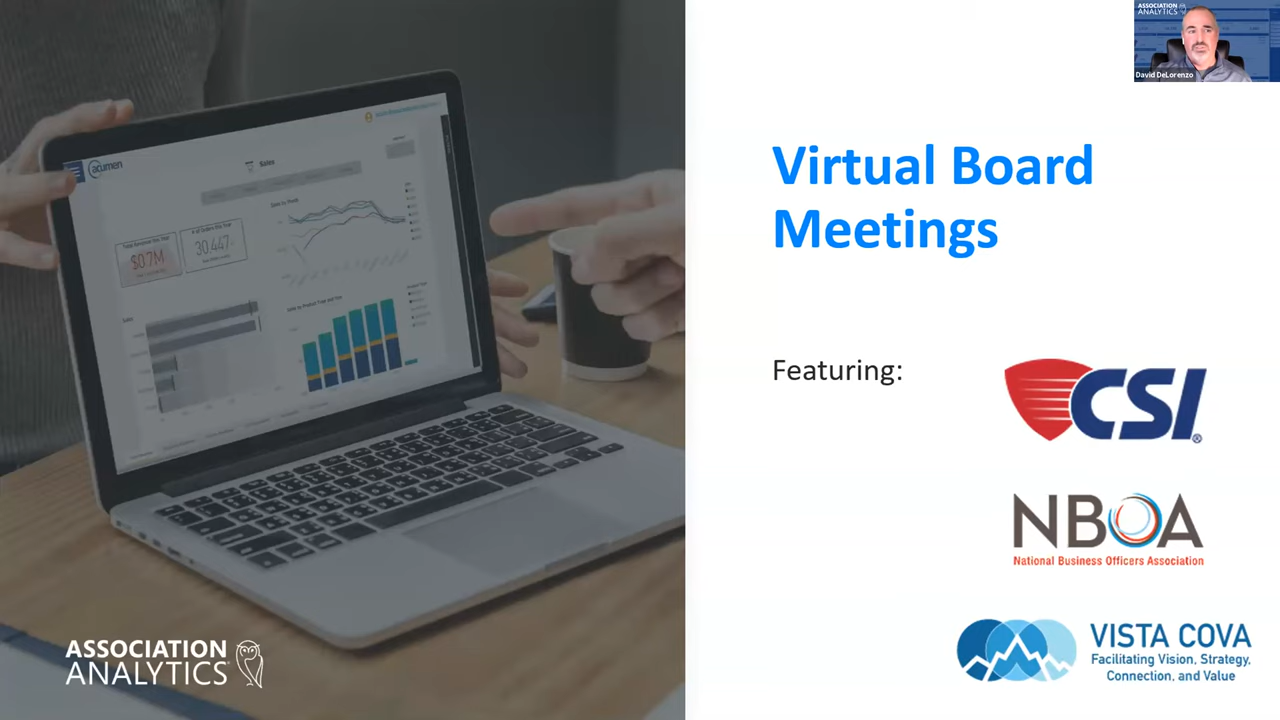 ASSOCIATION
ANALYTICS
David DeLorenzo
Virtual Board
Meetings
Featuring:
CSI®
NBOA
National Business Officers Association
VISTA COVA
Facilitating Vision, Strategy,
Connection, and Value
acumen
Sales
$0.7M
30,447
ASSOCIATION
ANALYTICS